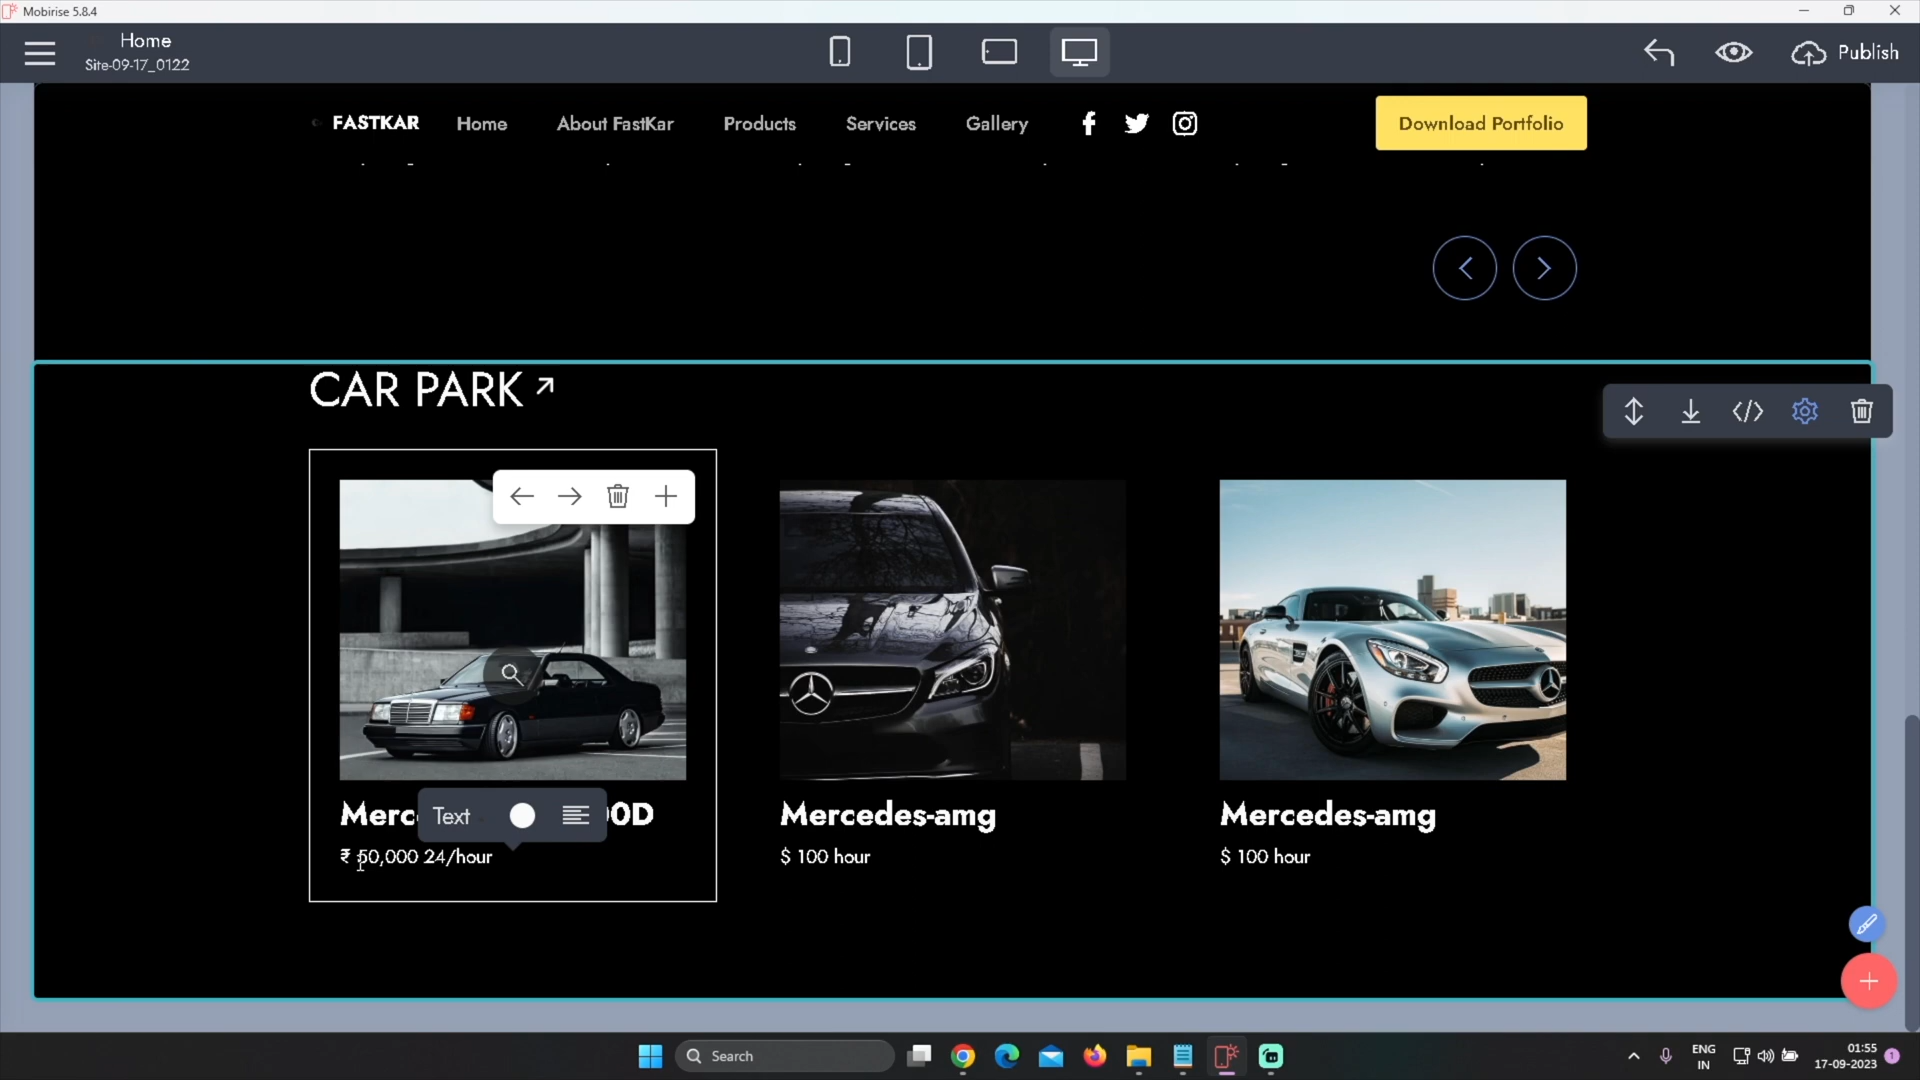 Mobirise 5.8.4
Home
Site-09-17_0122
Publish
FASTKAR
Home
About FastKar
Products
Services
Gallery
Download Portfolio
CAR PARK
Text
Merc
00D
₹ 50,000 24/hour
Mercedes-amg
$ 100 hour
Mercedes-amg
$ 100 hour
Search
ENG
IN
01:55
17-09-2023
1